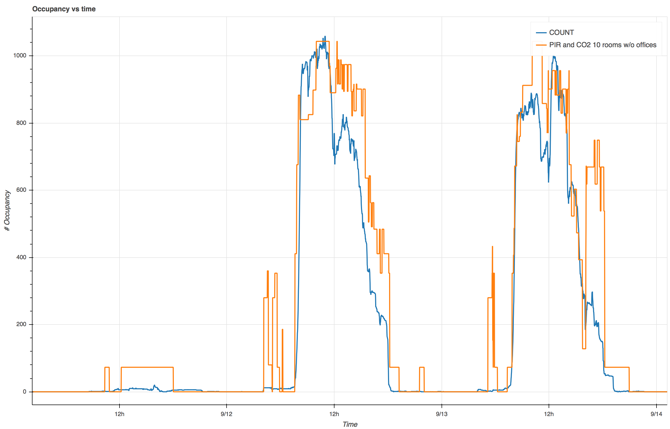 Occupancy vs time
COUNT
PIR and CO2 10 rooms w/o offices
1000
800
600
400
200
0
# Occupancy
12h
9/12
12h
9/13
12h
9/14
Time